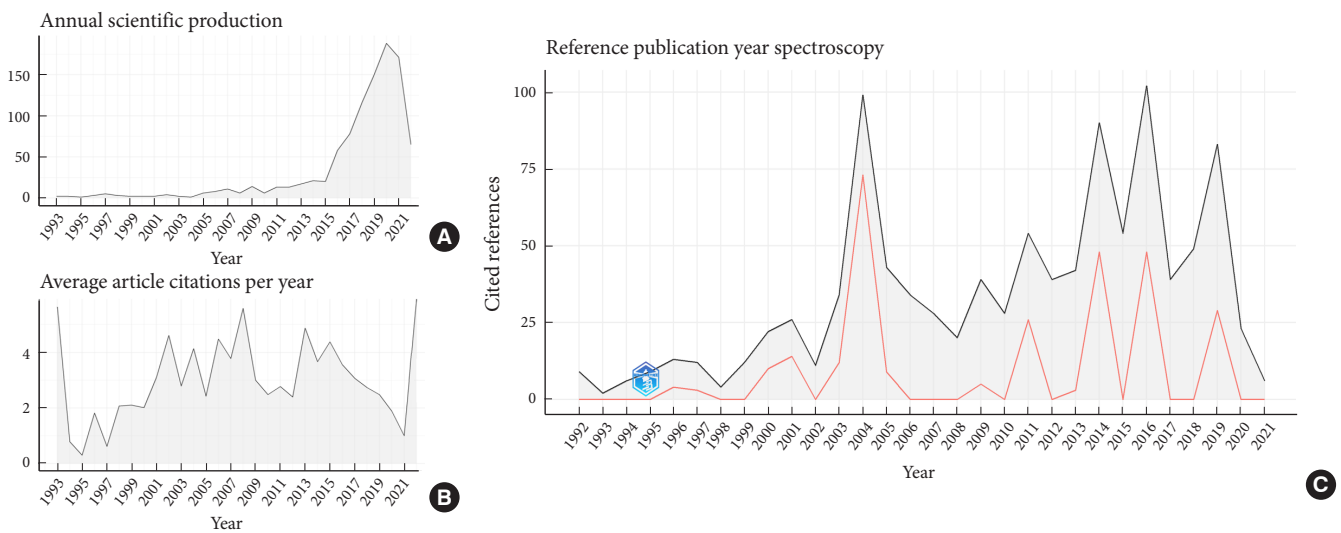 Annual scientific production
150
100
50
0
1993 1995 1997 1999 2001 2003 2005 2007 2009 2011 2013 2015 2017 2019 2021
Year
A
Average article citations per year
4
2
0
1993 1995 1997 1999 2001 2003 2005 2007 2009 2011 2013 2015 2017 2019 2021
Year
B
Reference publication year spectroscopy
Cited references
100
75
50
25
0
1992 1993 1994 1995 1996 1997 1998 1999 2000 2001 2002 2003 2004 2005 2006 2007 2008 2009 2010 2011 2012 2013 2014 2015 2016 2017 2018 2019 2020 2021
Year
C